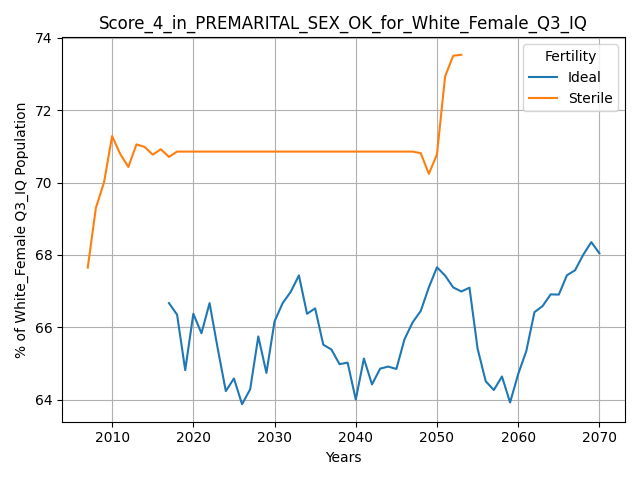 Score_4_in_PREMARITAL_SEX_OK_for_White_Female_Q3_IQ
% of White_Female Q3_IQ Population
74
72
70
68
66
64
Fertility
Ideal
Sterile
2010 2020 2030 2040 2050 2060 2070
Years